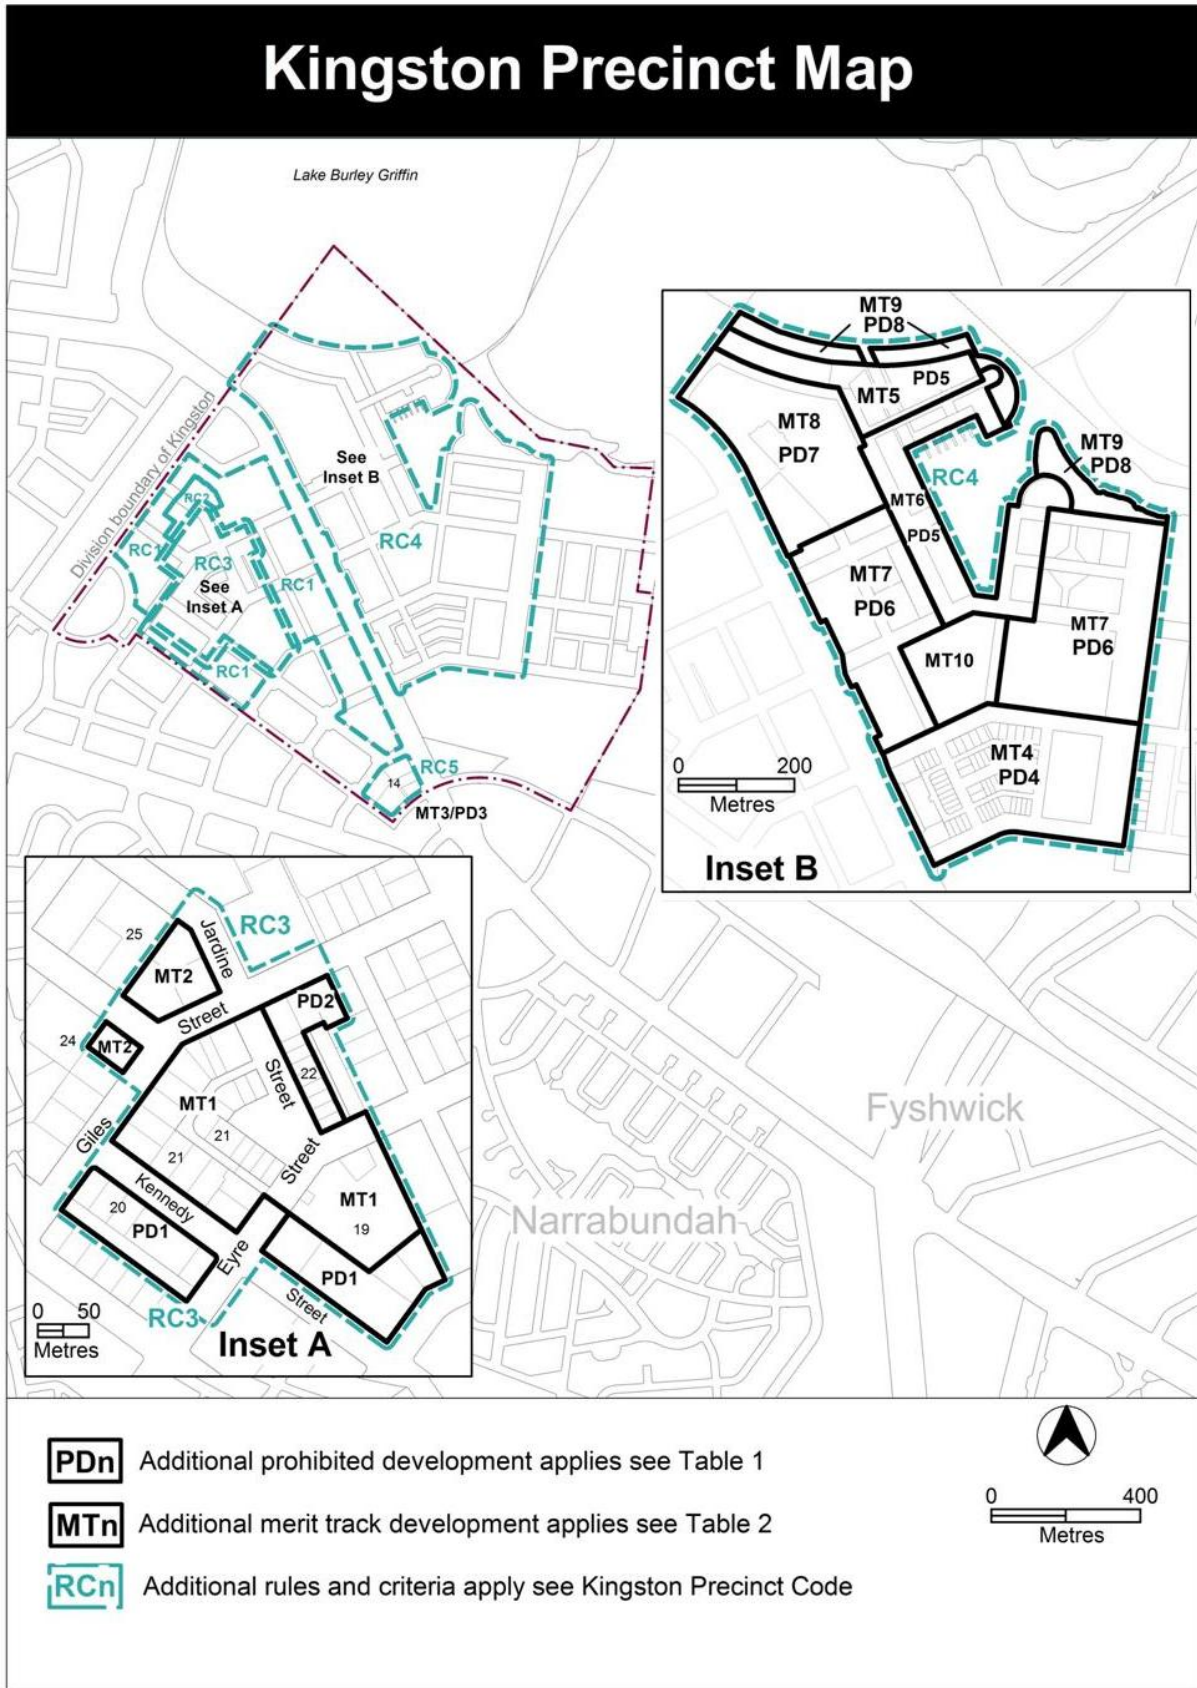 Kingston Precinct Map
Lake Burley Griffin
Division boundary of Kingston
See
Inset B
RC2
RC1
RC3
See
Inset A
RC1
RC4
RC1
RC5
14
MT3/PD3
MT9
PD8
PD5
MT5
MT8
PD7
MT9
PD8
RC4
MT6
PD5
MT7
PD6
MT7
PD6
MT10
MT4
PD4
0 200
Metres
Inset B
RC3
25
Jardine
MT2
Street
PD2
24
MT2
Street
22
MT1
21
Giles
21
Street
Kennedy
20
PD1
MT1
19
Eyre
PD1
Street
RC3
0 50
Metres
Inset A
Fyshwick
Narrabundah
PDn Additional prohibited development applies see Table 1
MTn Additional merit track development applies see Table 2
RCn Additional rules and criteria apply see Kingston Precinct Code
0 400
Metres